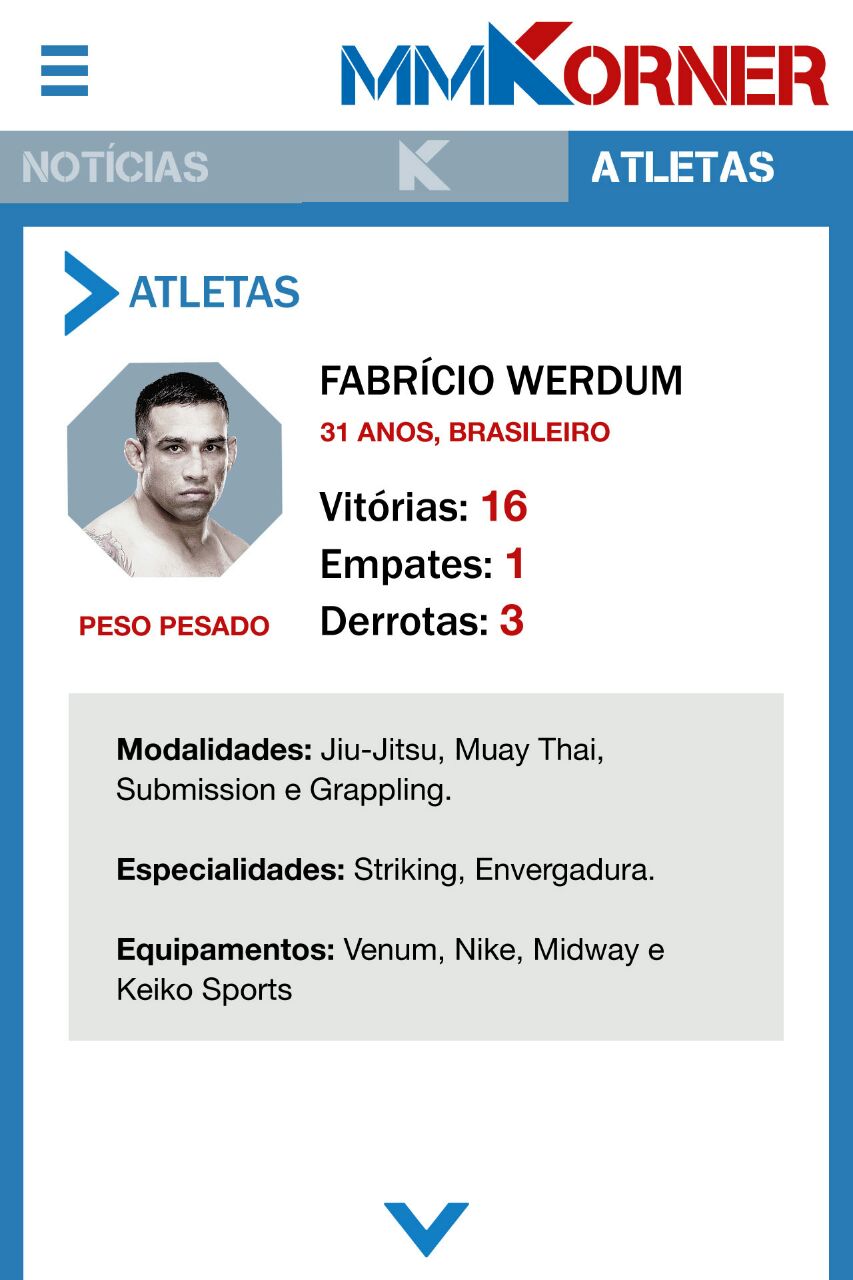 MMKORNER
NOTÍCIAS
K
ATLETAS
ATLETAS
FABRÍCIO WERDUM
31 ANOS, BRASILEIRO
Vitórias: 16
Empates: 1
Derrotas: 3
PESO PESADO
Modalidades: Jiu-Jitsu, Muay Thai,
Submission e Grappling.
Especialidades: Striking, Envergadura.
Equipamentos: Venum, Nike, Midway e
Keiko Sports